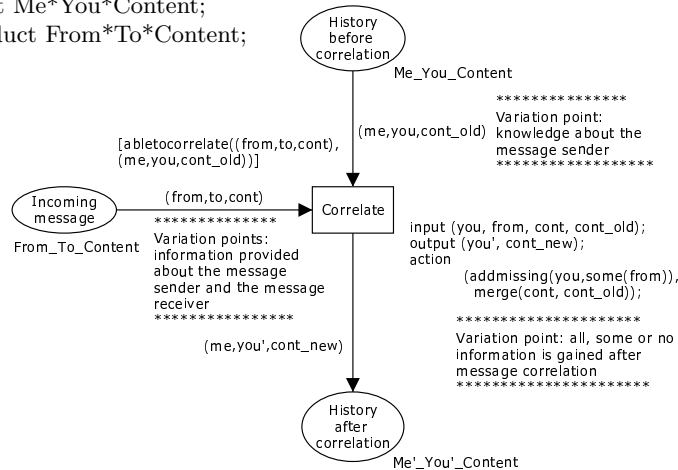 t Me*You*Content;
luct From*To*Content;
History
before
correlation
Me_You_Content
***************
Variation point:
knowledge about the
message sender
******************
(me,you,cont_old)
[abletocorrelate((from,to,cont),
(me,you,cont_old))]
(from,to,cont)
Incoming
message
From_To_Content
Correlate
**************
Variation points:
information provided
about the message
sender and the message
receiver
****************
input (you, from, cont, cont_old);
output (you', cont_new);
action
(addmissing(you,some(from)),
merge(cont, cont_old));
*********************
Variation point: all, some or no
information is gained after
message correlation
**********************
(me,you',cont_new)
History
after
correlation
Me'_You'_Content